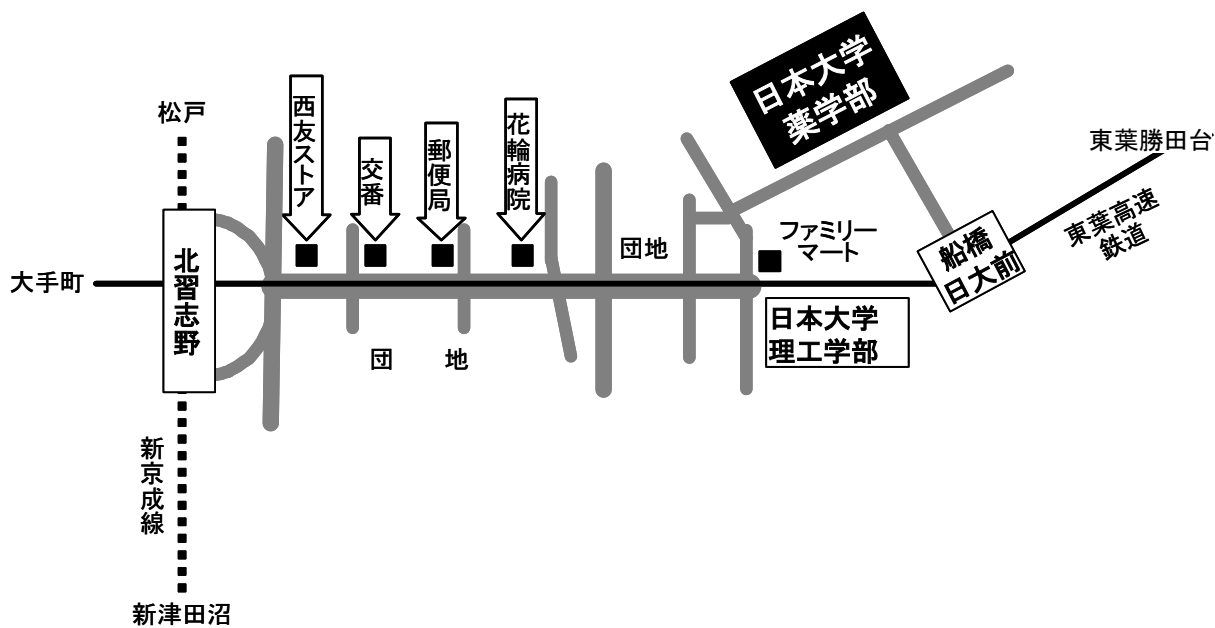 松戸
大手町
北習志野
新京成線
新津田沼
西友ストア
交番
郵便局
花輪病院
団地
団地
日本大学
薬学部
ファミリー
マート
日本大学
理工学部
船橋
日大前
東葉勝田台
東葉高速
鉄道